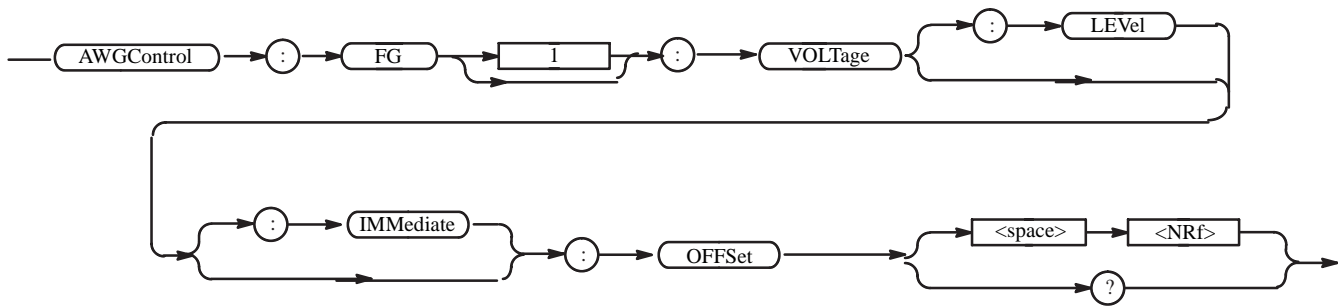 AWGControl : FG 1 : VOLTage : LEVel
: IMMediate : OFFSet <space> <NRf>
?